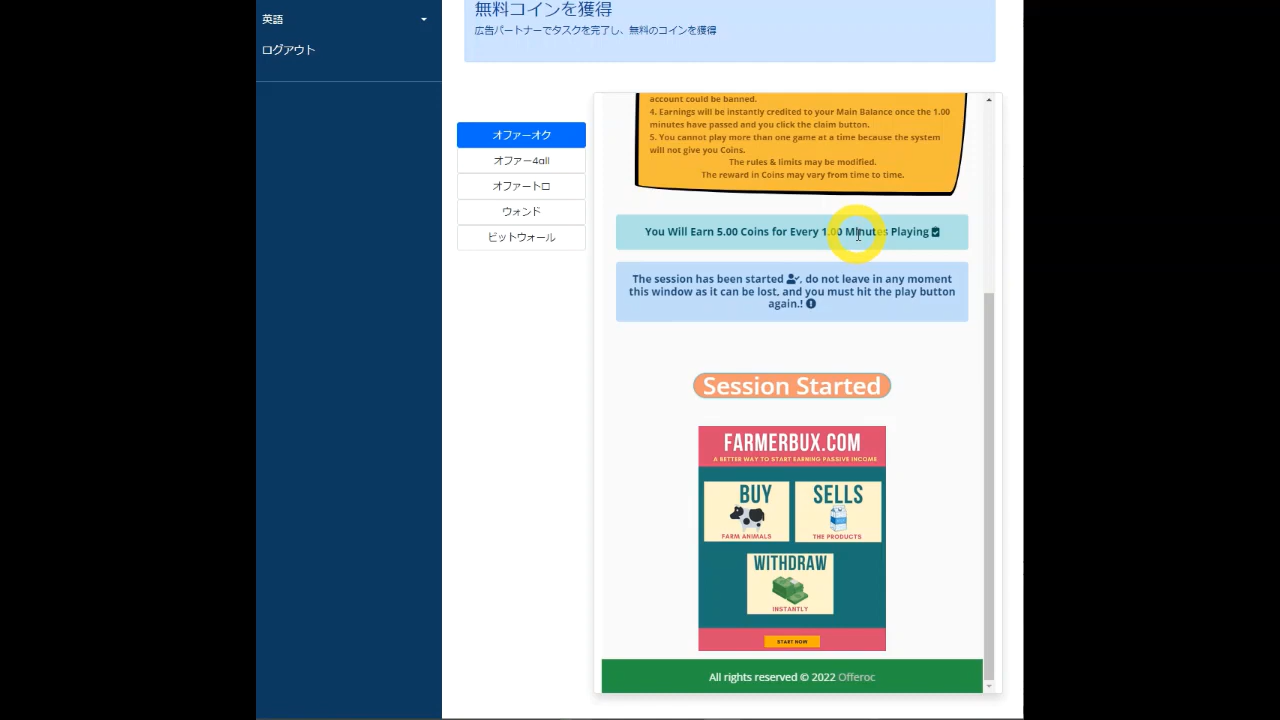 英語
ログアウト
無料コインを獲得
広告パートナーでタスクを完了し、無料のコインを獲得
オファーオク
オファー4all
オファートロ
ウォンド
ビットウォール
account could be banned.
4. Earnings will be instantly credited to your Main Balance once the 1.00
minutes have passed and you click the claim button.
5. You cannot play more than one game at a time because the system
will not give you Coins.
The rules & limits may be modified.
The reward in Coins may vary from time to time.
You Will Earn 5.00 Coins for Every 1.00 Minutes Playing
The session has been started , do not leave in any moment
this window as it can be lost, and you must hit the play button
again.!
Session Started
FARMERBUX.COM
A BETTER WAY TO START EARNING PASSIVE INCOME
BUY
FARM ANIMALS
SELLS
THE PRODUCTS
WITHDRAW
INSTANTLY
START NOW
All rights reserved © 2022 Offeroc